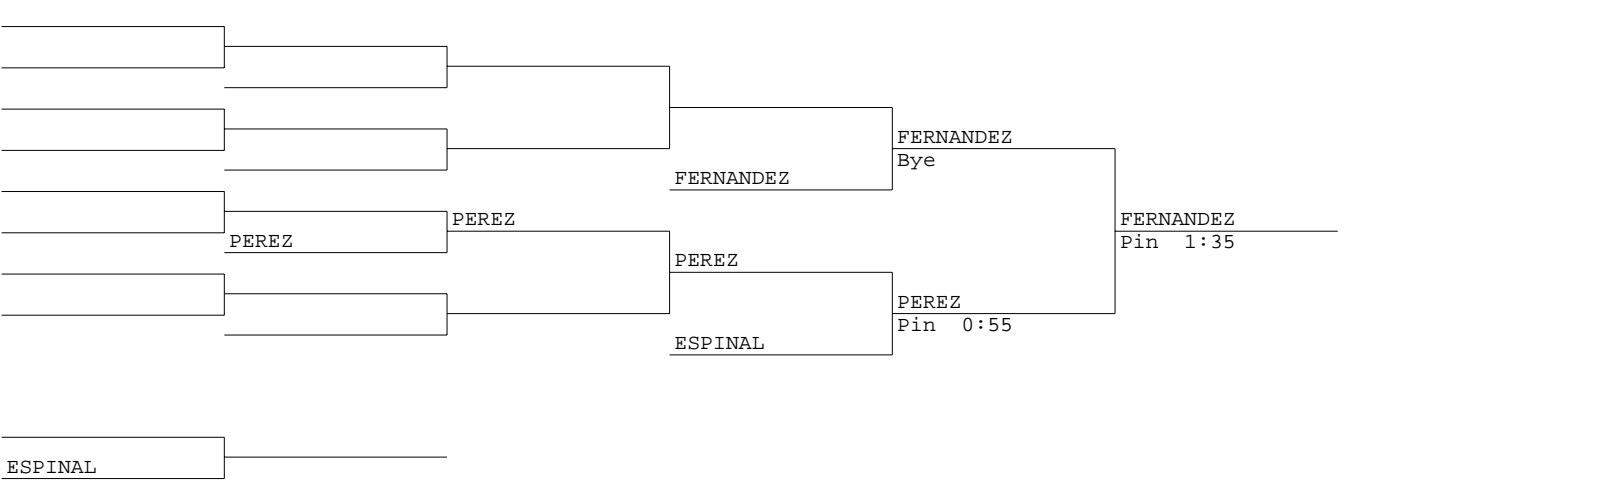 FERNANDEZ
Bye
FERNANDEZ
PEREZ
FERNANDEZ
PEREZ
Pin  1:35
PEREZ
PEREZ
Pin  0:55
ESPINAL
ESPINAL